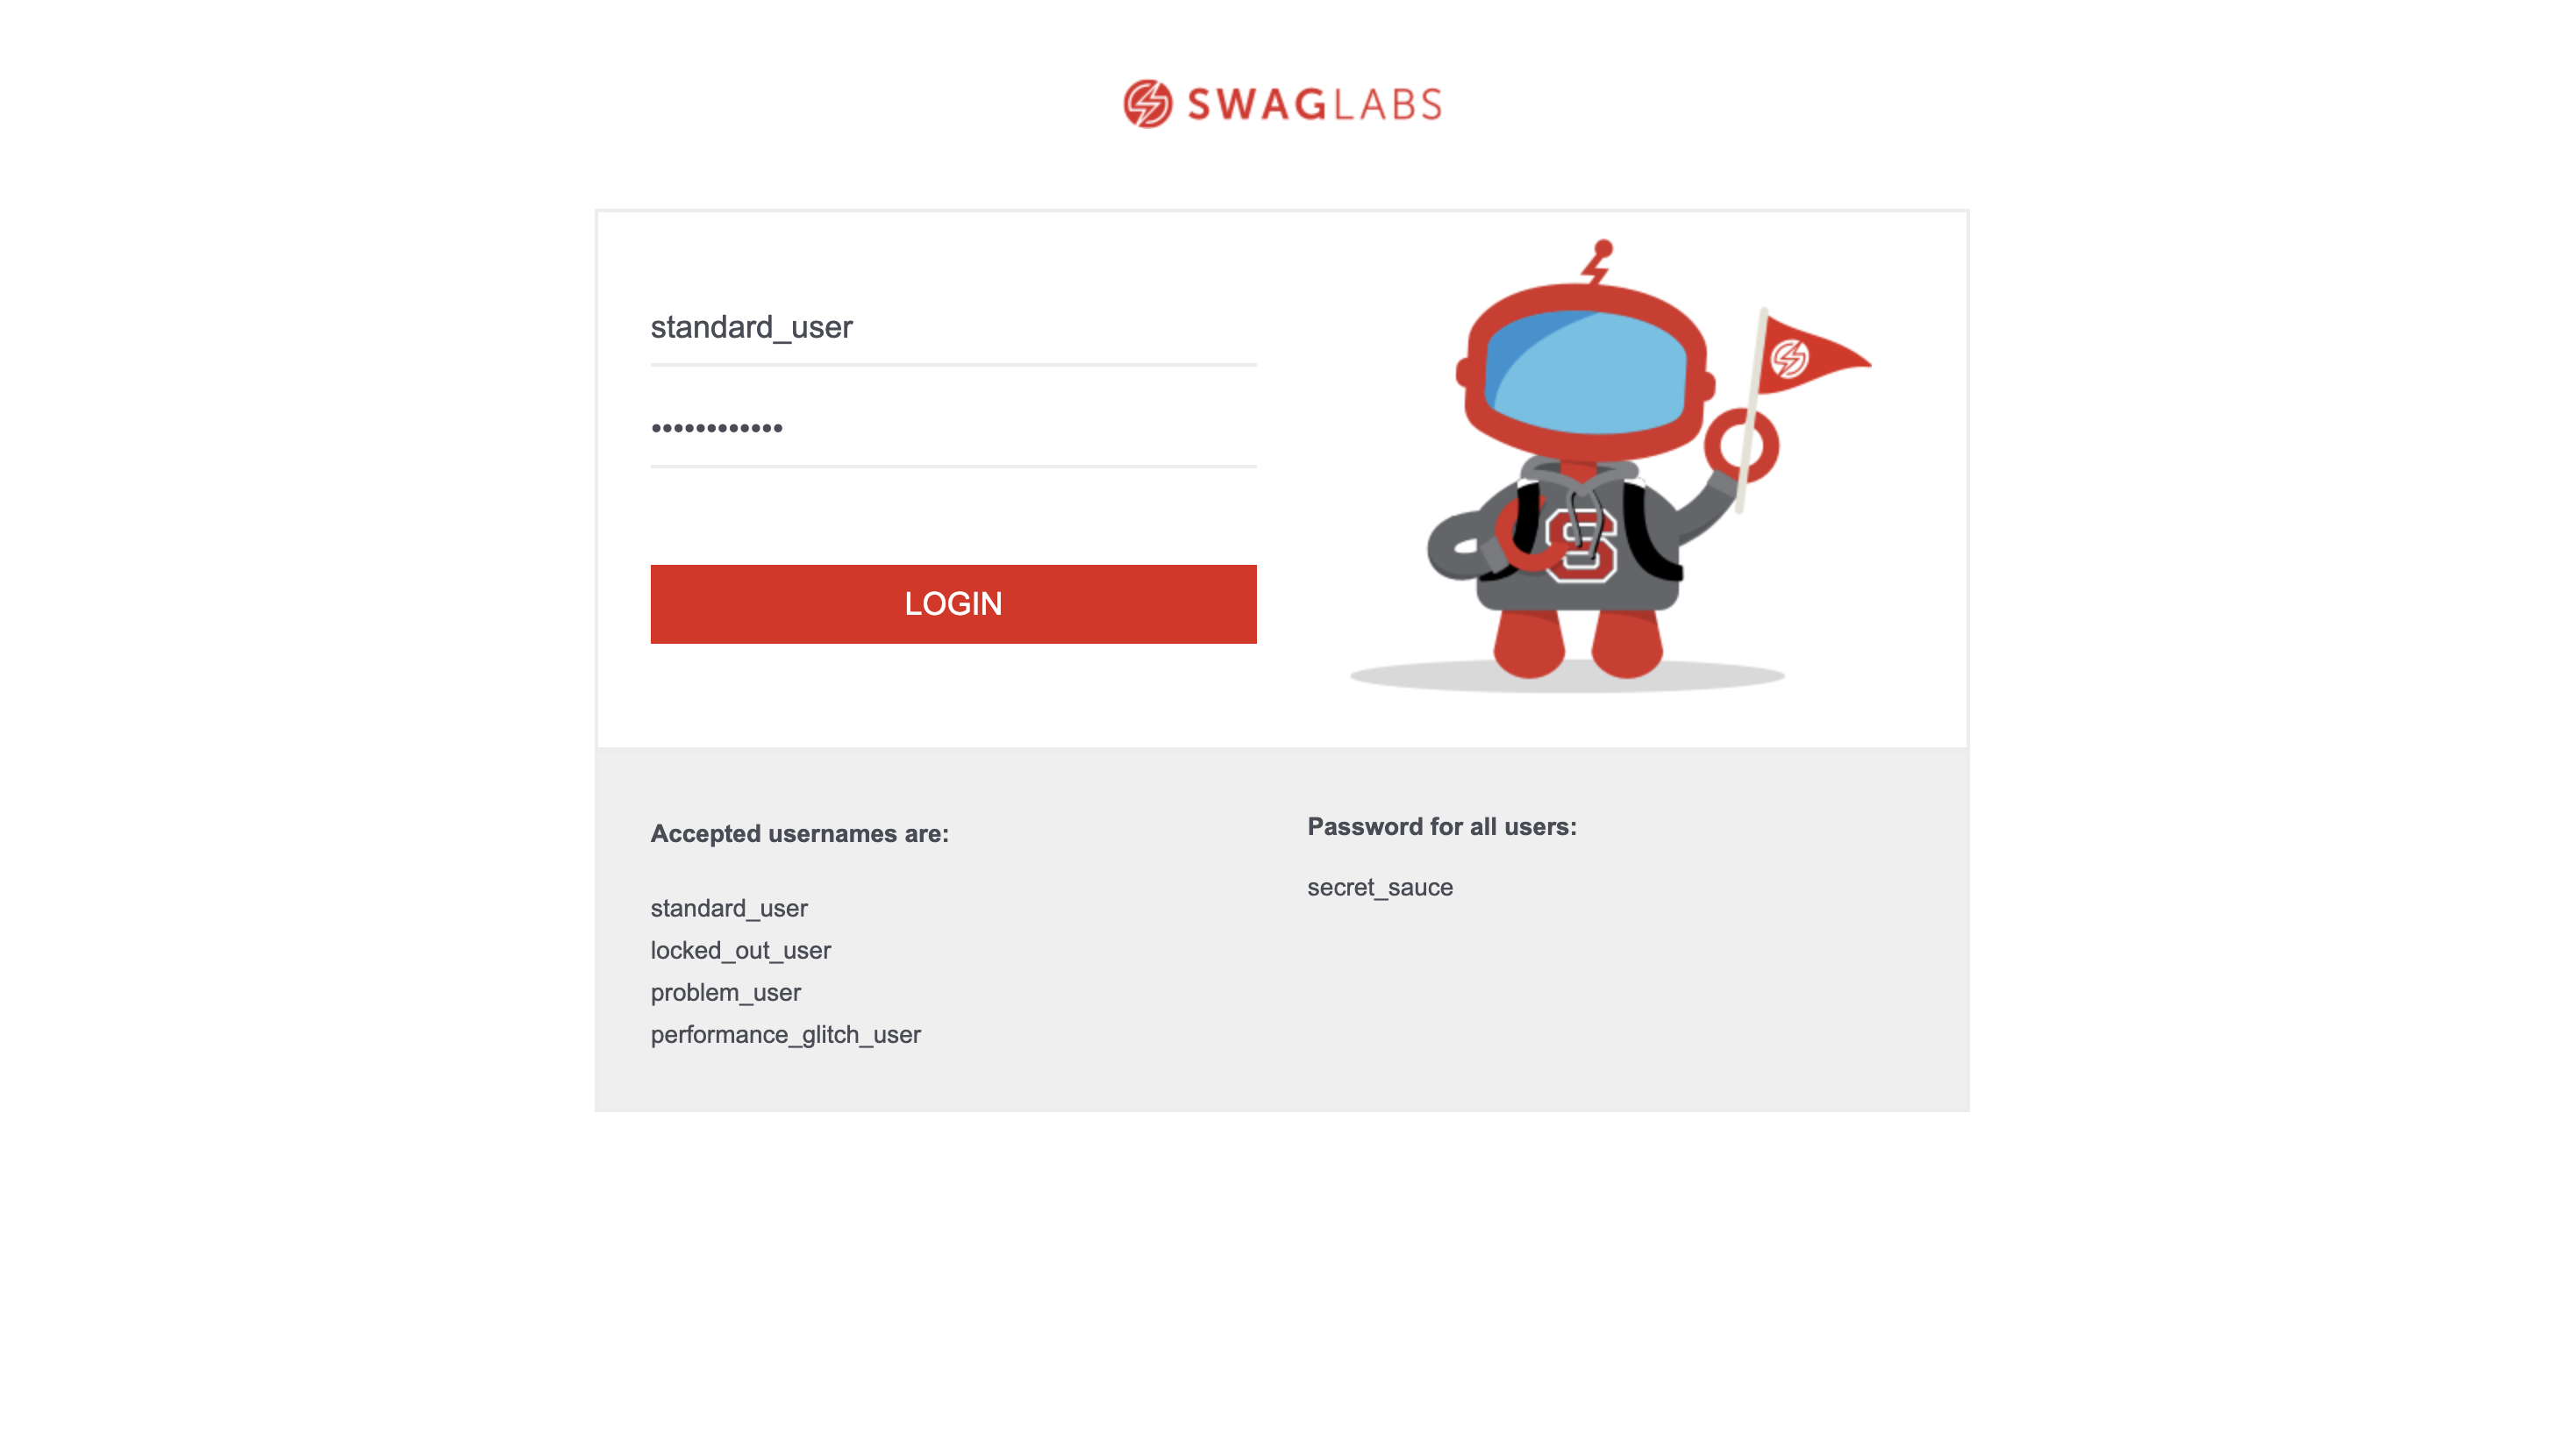 SWAGLABS
standard_user
••••••••••••
LOGIN
S
Accepted usernames are:
standard_user
locked_out_user
problem_user
performance_glitch_user
Password for all users:
secret_sauce